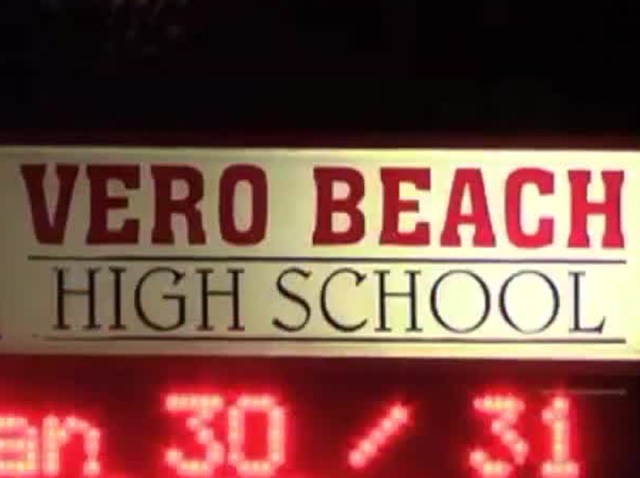 VERO BEACH
HIGH SCHOOL
an 30 / 31